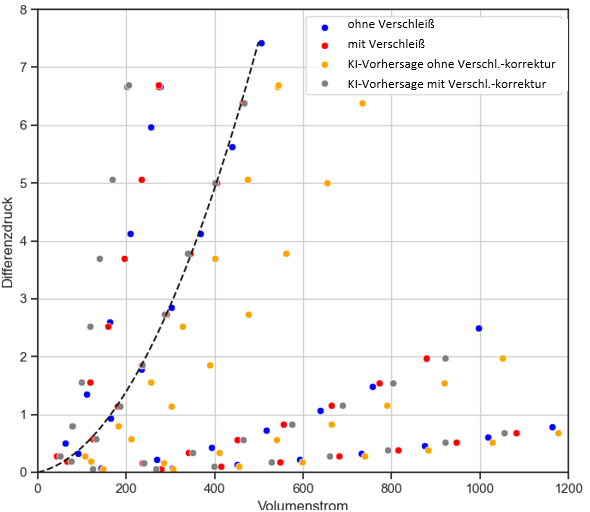 8
7
6
5
4
3
2
1
0
Differenzdruck
ohne Verschleiß
mit Verschleiß
KI-Vorhersage ohne Verschl.-korrektur
KI-Vorhersage mit Verschl.-korrektur
0 200 400 600 800 1000 1200
Volumenstrom